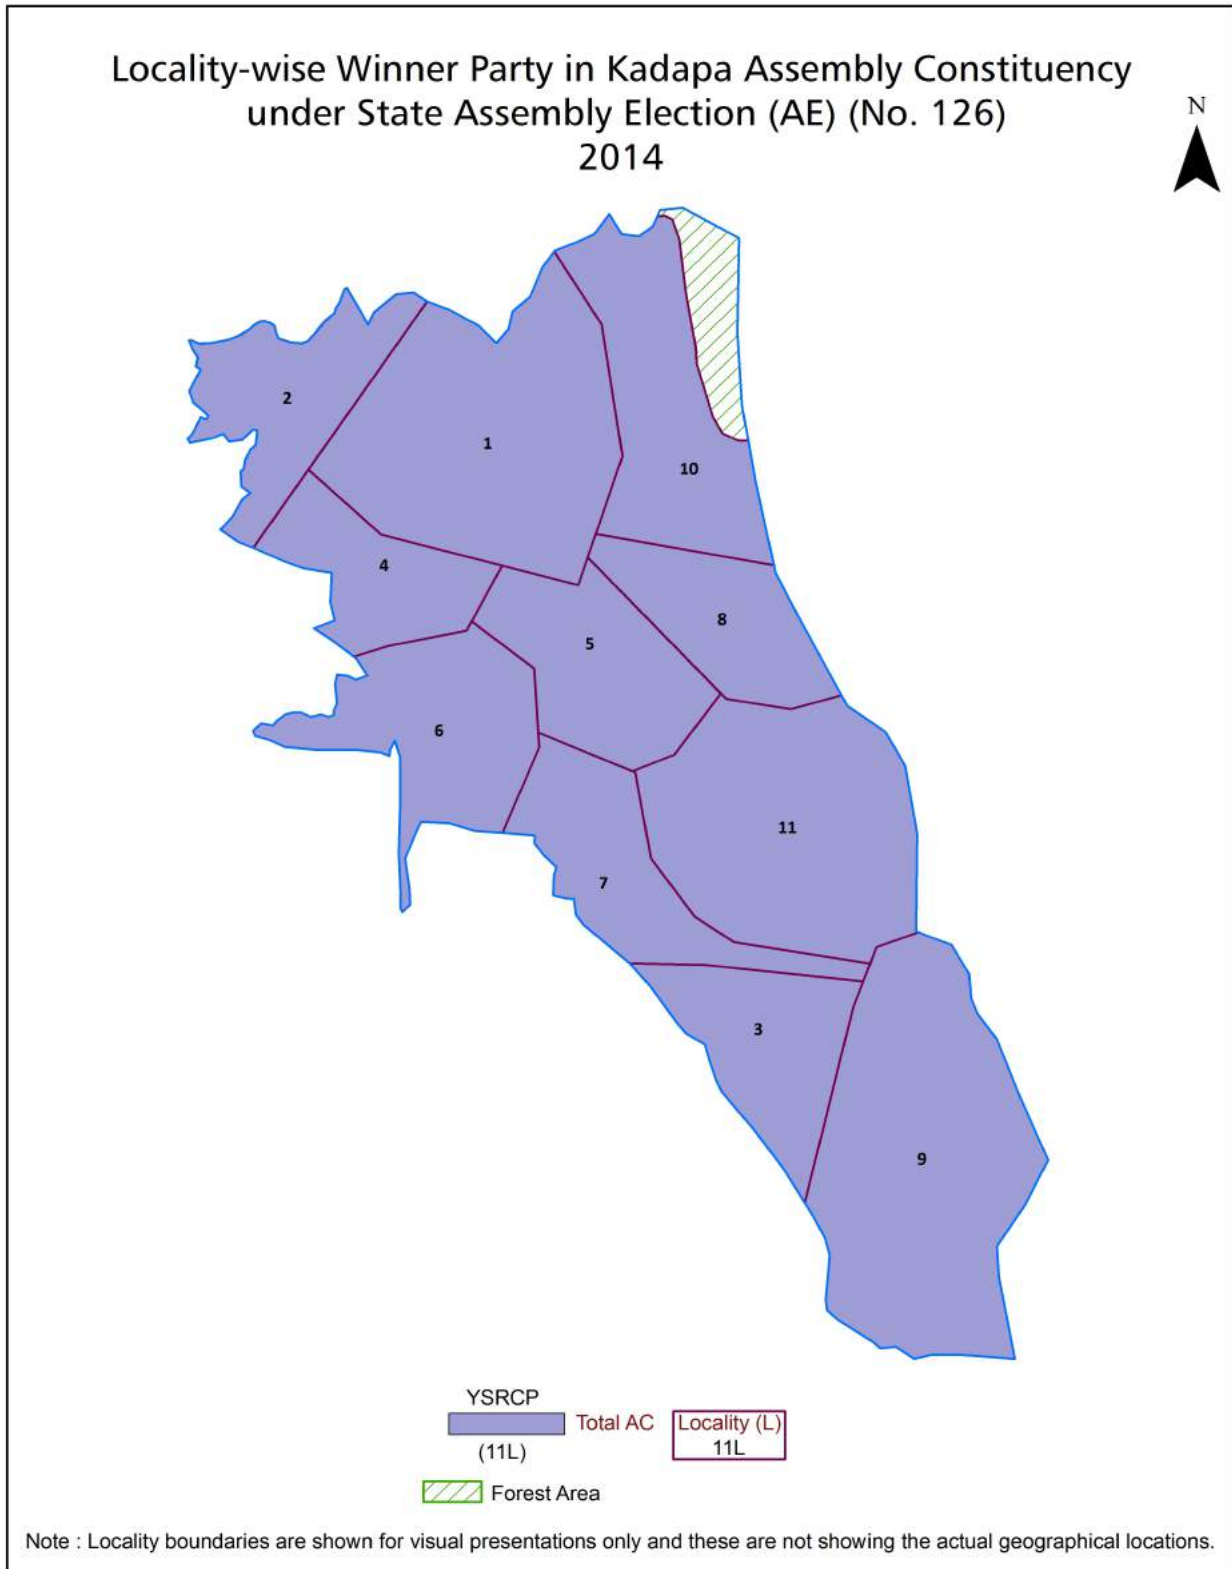 Locality-wise Winner Party in Kadapa Assembly Constituency
under State Assembly Election (AE) (No. 126)
2014
N
2
1
10
4
8
5
6
11
7
3
9
YSRCP
Total AC
(11L)
Locality (L)
11L
Forest Area
Note : Locality boundaries are shown for visual presentations only and these are not showing the actual geographical locations.